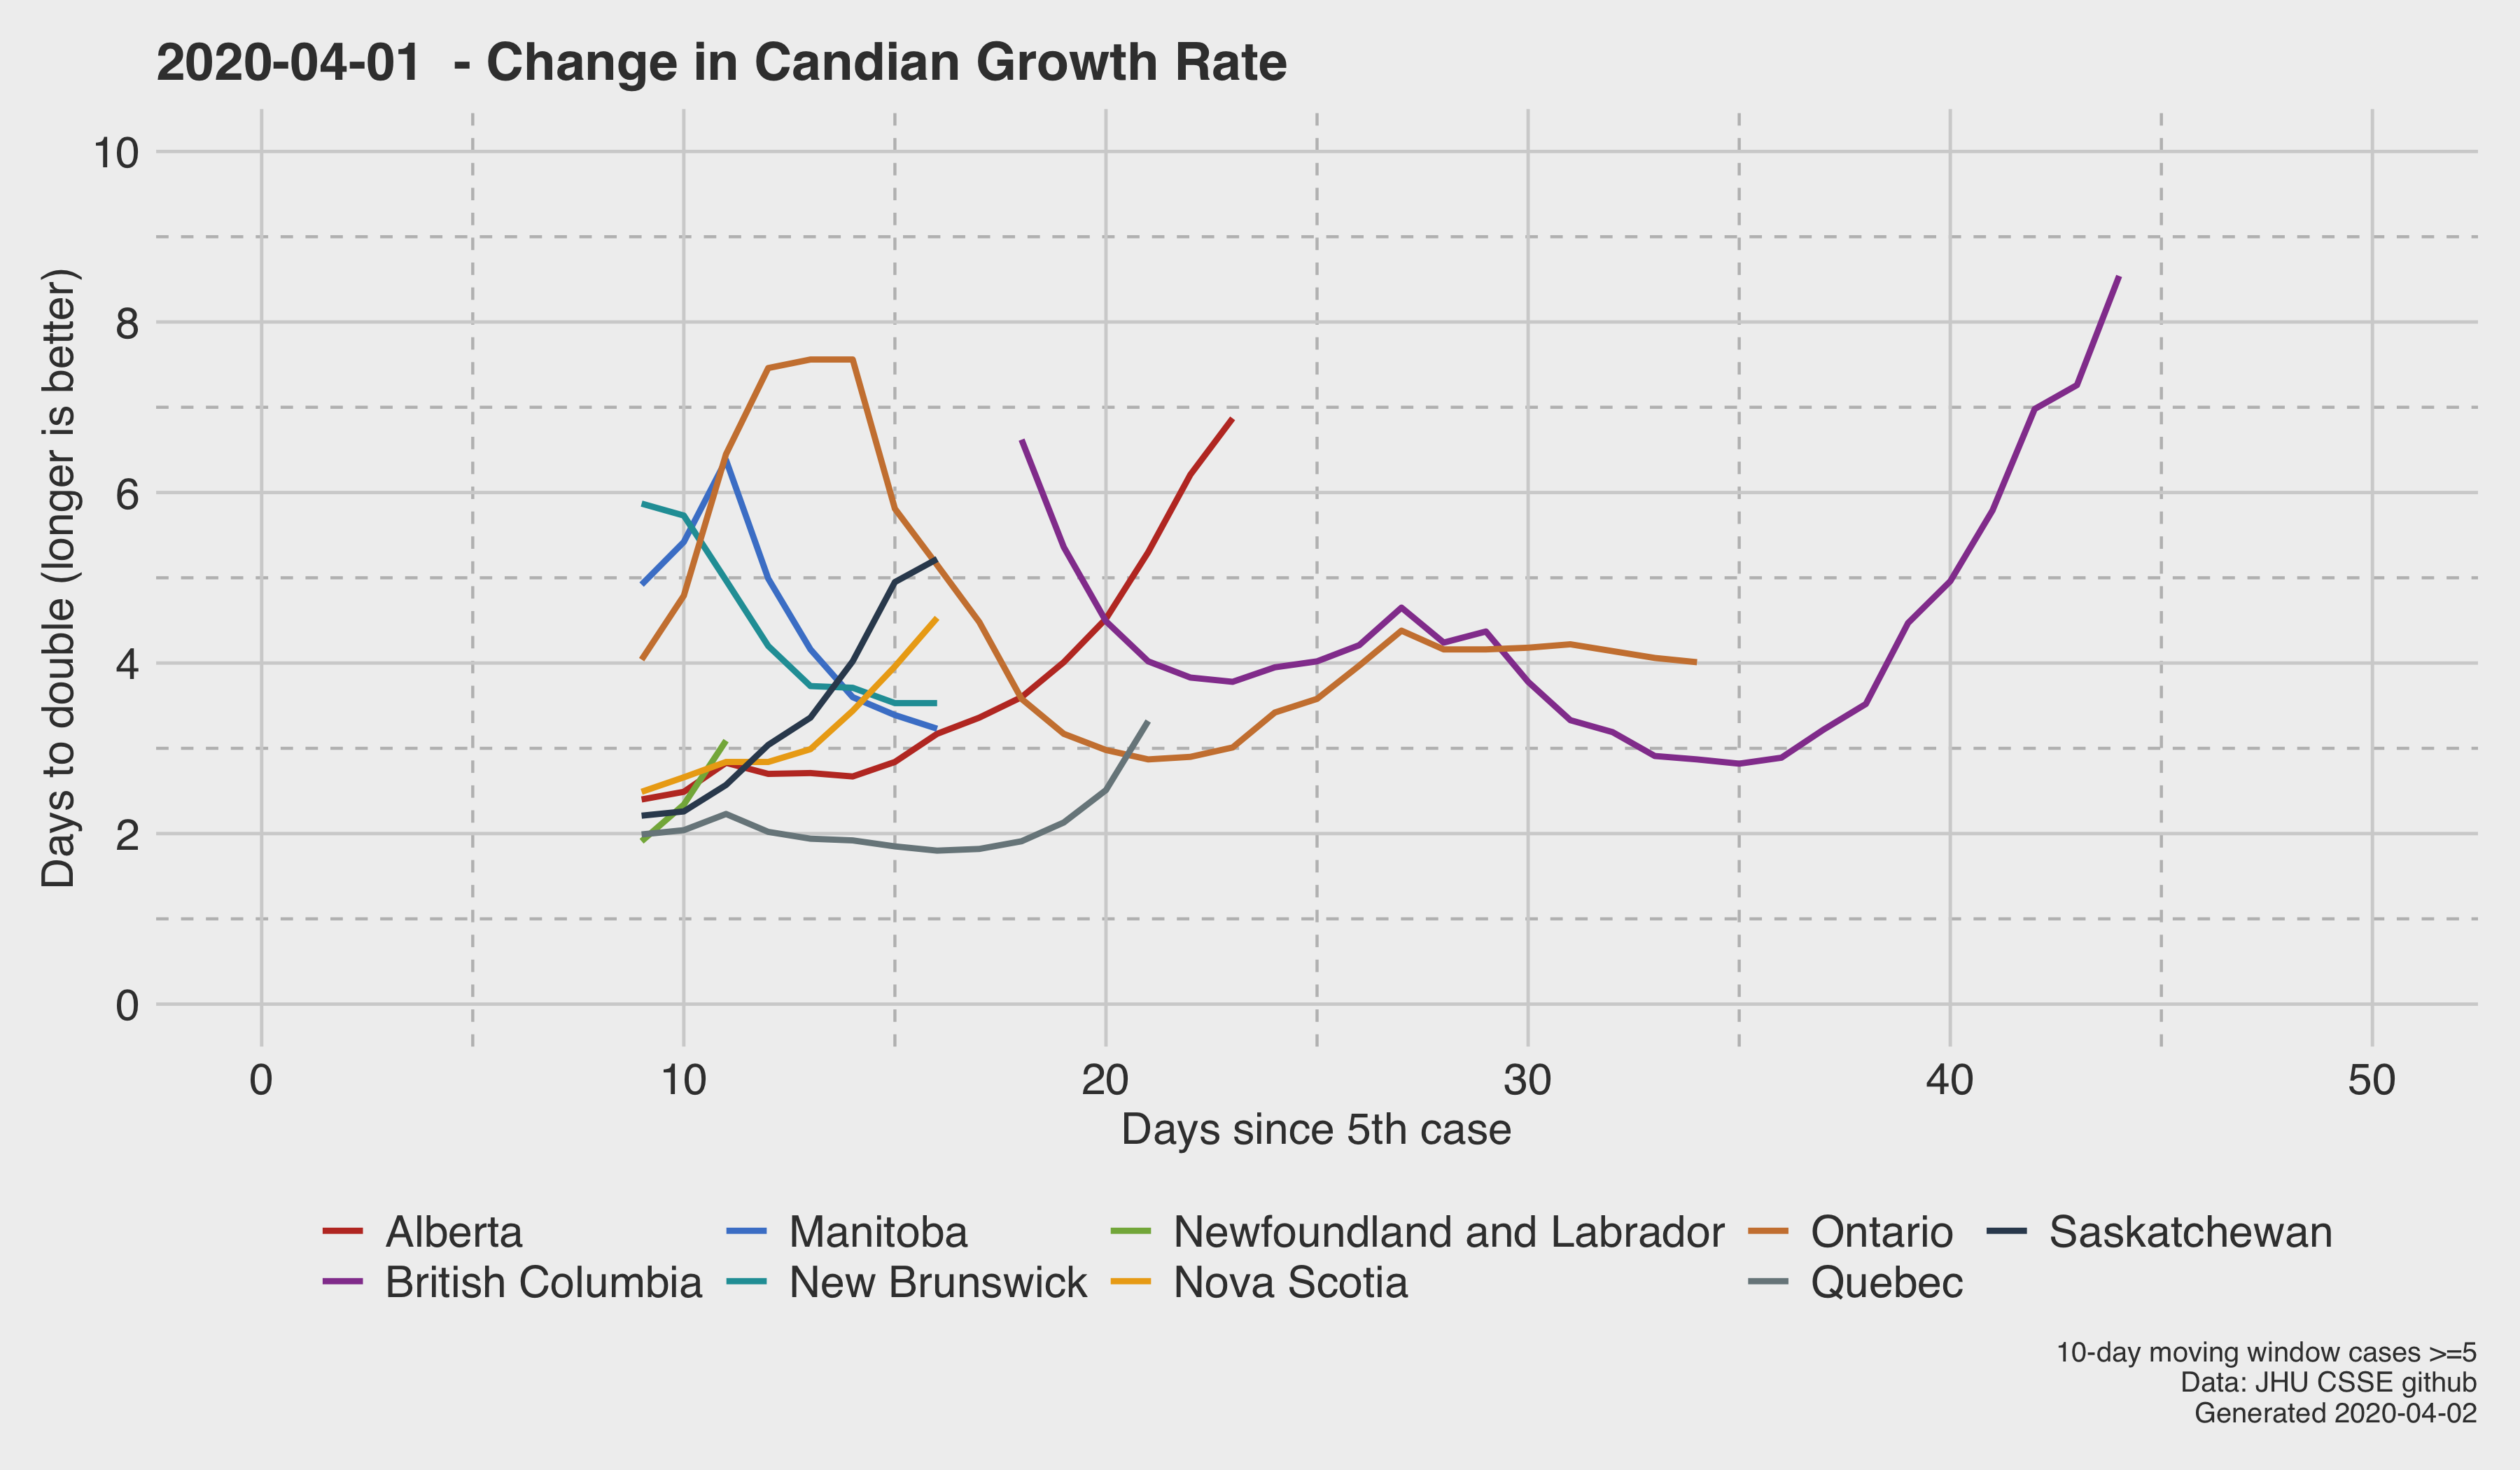 2020-04-01  - Change in Candian Growth Rate
Days to double (longer is better)
10
8
6
4
2
0
0 10 20 30 40 50
Days since 5th case
Alberta Manitoba Newfoundland and Labrador Ontario Saskatchewan
British Columbia New Brunswick Nova Scotia Quebec
10-day moving window cases >=5
Data: JHU CSSE github
Generated 2020-04-02